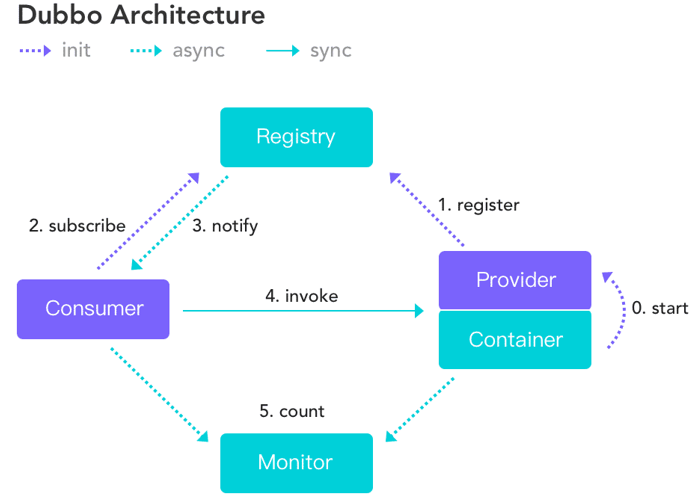 Dubbo Architecture
init async sync
Registry
1. register
2. subscribe
3. notify
Provider
Consumer
4. invoke
0. start
Container
5. count
Monitor